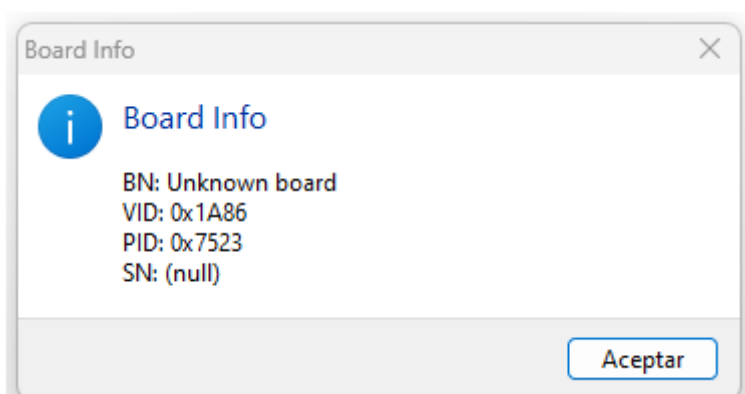 Board Info
Board Info
BN: Unknown board
VID: 0x1A86
PID: 0x7523
SN: (null)
Aceptar